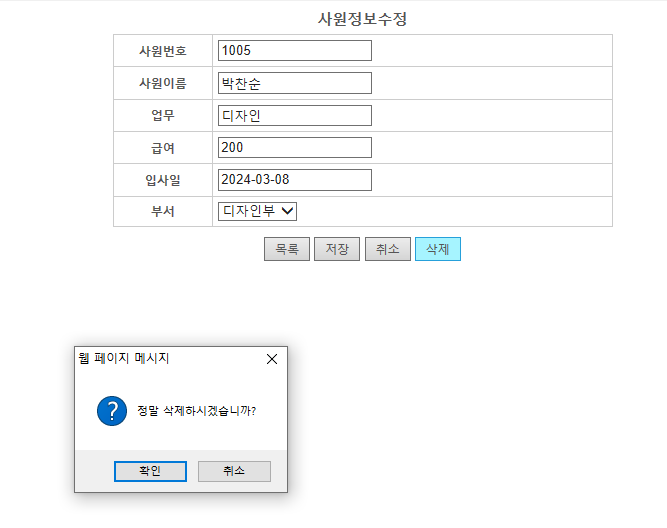 사원정보수정
사원번호 1005
사원이름 박찬순
업무 디자인
급여 200
입사일 2024-03-08
부서 디자인부
목록 저장 취소 삭제
웹 페이지 메시지
정말 삭제하시겠습니까?
확인 취소